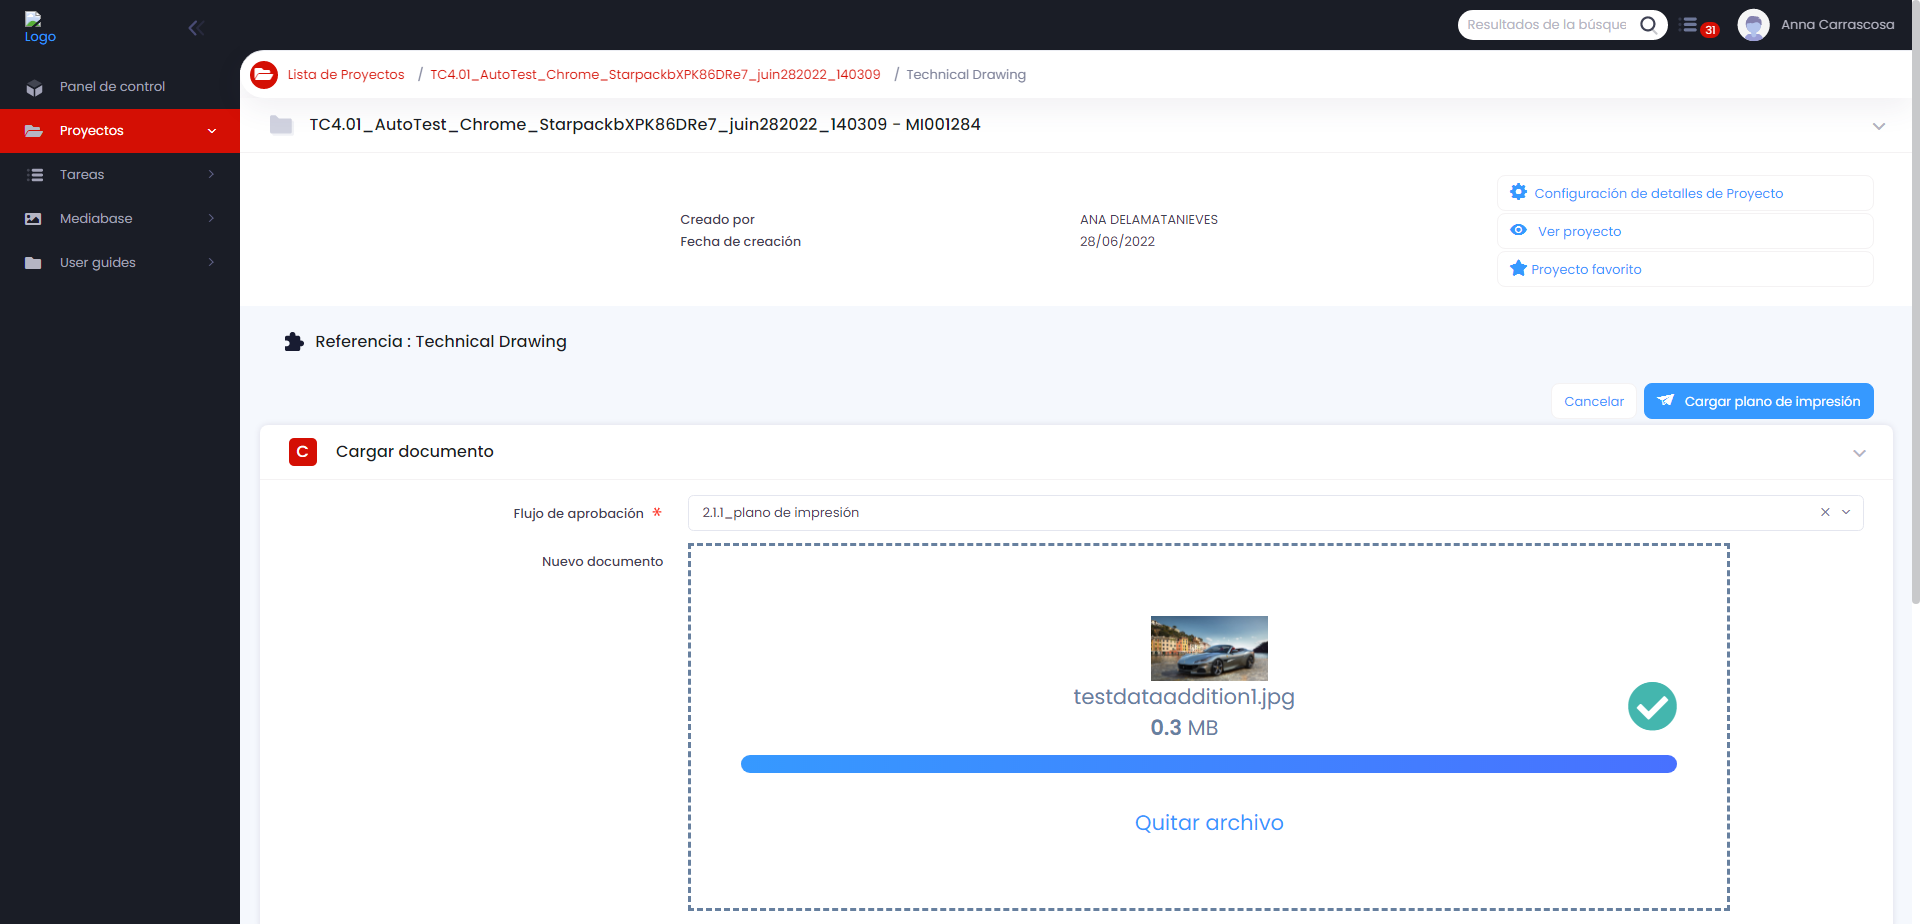 Logo
Resultados de la búsque
31
Anna Carrascosa
Panel de control
Proyectos
Tareas
Mediabase
User guides
Lista de Proyectos / TC4.01_AutoTest_Chrome_StarpackbXPK86DRe7_juin282022_140309 / Technical Drawing
TC4.01_AutoTest_Chrome_StarpackbXPK86DRe7_juin282022_140309 - MI001284
Creado por ANA DELAMATANIEVES
Fecha de creación 28/06/2022
Configuración de detalles de Proyecto
Ver proyecto
Proyecto favorito
Referencia : Technical Drawing
Cancelar
Cargar plano de impresión
C Cargar documento
Flujo de aprobación * 2.1.1_plano de impresión
Nuevo documento
testdataaddition1.jpg
0.3 MB
Quitar archivo